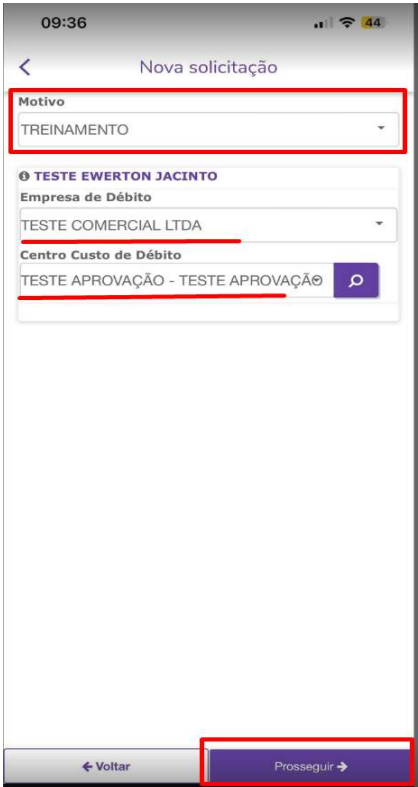 09:36
44
Nova solicitação
Motivo
TREINAMENTO
TESTE EWERTON JACINTO
Empresa de Débito
TESTE COMERCIAL LTDA
Centro Custo de Débito
TESTE APROVAÇÃO - TESTE APROVAÇÃ
Voltar
Prosseguir